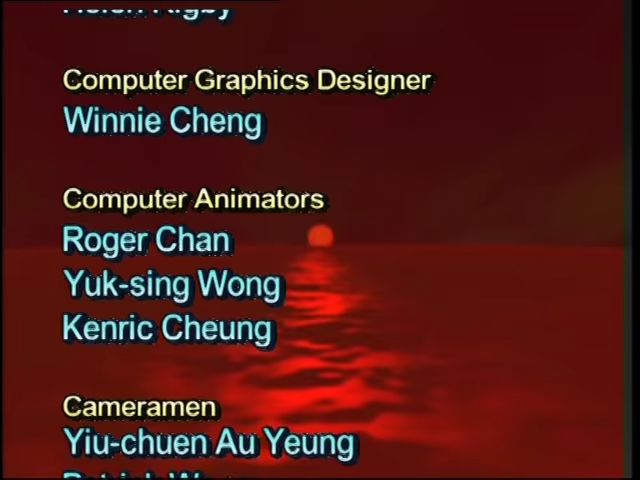 Computer Graphics Designer
Winnie Cheng
Computer Animators
Roger Chan
Yuk-sing Wong
Kenric Cheung
Cameramen
Yiu-chuen Au Yeung